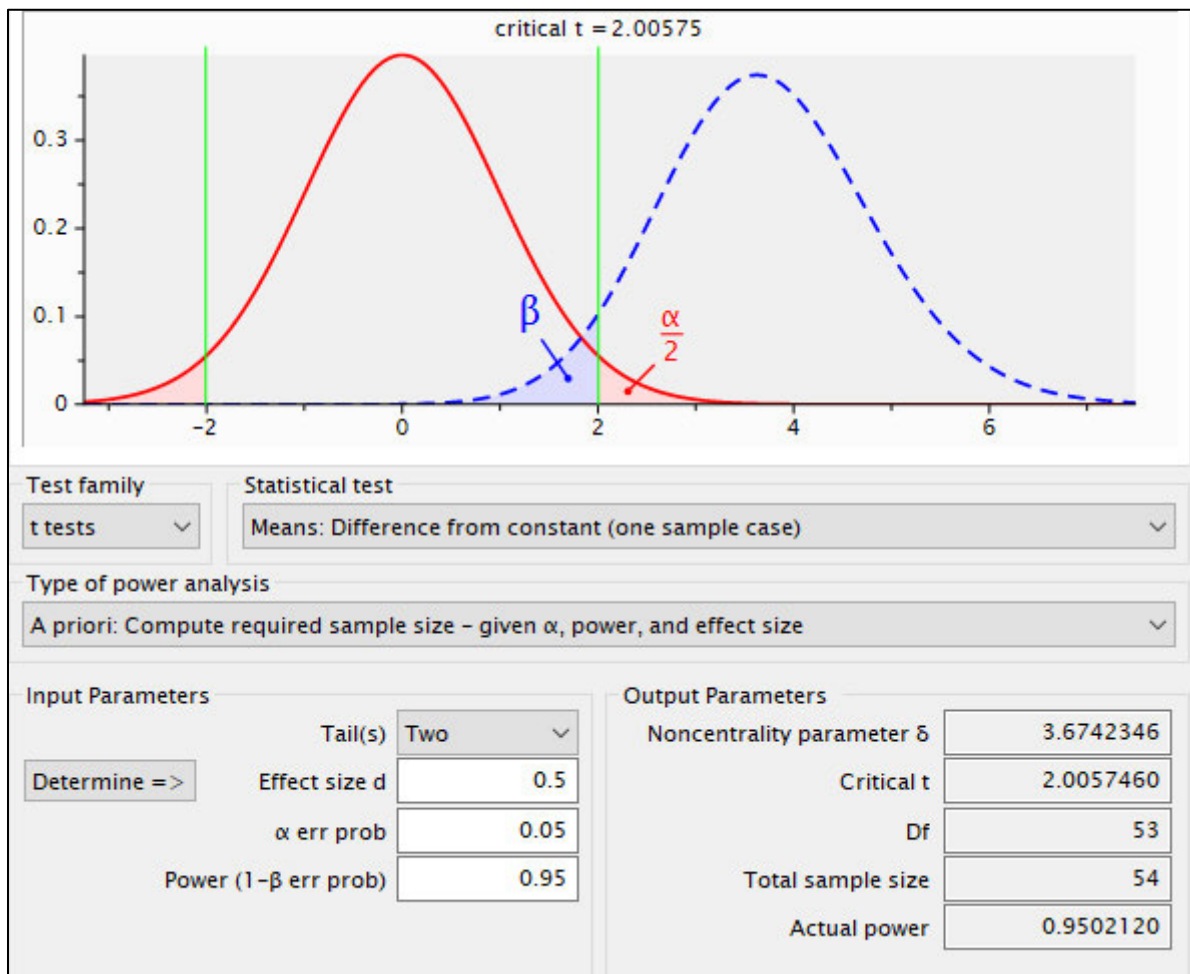 critical t = 2.00575
0.3
0.2
0.1
0
β
α
2
-2 0 2 4 6
Test family
Statistical test
t tests
Means: Difference from constant (one sample case)
Type of power analysis
A priori: Compute required sample size – given α, power, and effect size
Input Parameters
Output Parameters
Tail(s) Two
Noncentrality parameter δ 3.6742346
Determine =>
Effect size d 0.5
Critical t 2.0057460
α err prob 0.05
Df 53
Power (1-β err prob) 0.95
Total sample size 54
Actual power 0.9502120